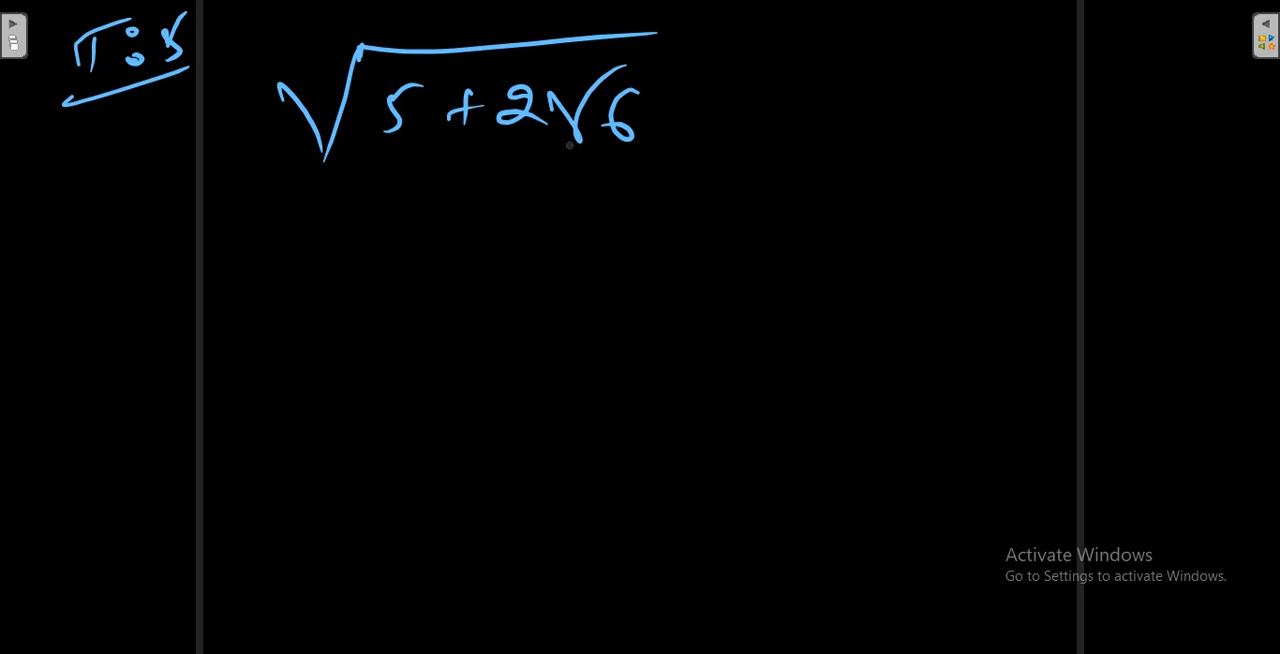 √(5 + 2√6)
Activate Windows
Go to Settings to activate Windows.